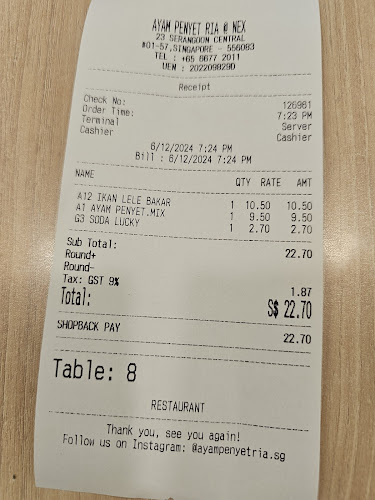 AYAM PENYET RIA @ NEX
23 SERANGOON CENTRAL
#01-57,SINGAPORE - 556083
TEL : +65 8677 2011
UEN : 202209829D
Receipt
Check No: 126961
Order Time: 7:23 PM
Terminal Server
Cashier Cashier
6/12/2024 7:24 PM
Bill : 6/12/2024 7:24 PM
NAME QTY RATE AMT
A12 IKAN LELE BAKAR 1 10.50 10.50
A1 AYAM PENYET.MIX 1 9.50 9.50
G3 SODA LUCKY 1 2.70 2.70
Sub Total: 22.70
Round+
Round-
Tax: GST 9% 1.87
Total: S$ 22.70
SHOPBACK PAY 22.70
Table: 8
RESTAURANT
Thank you, see you again!
Follow us on Instagram: @ayampenyetria.sg